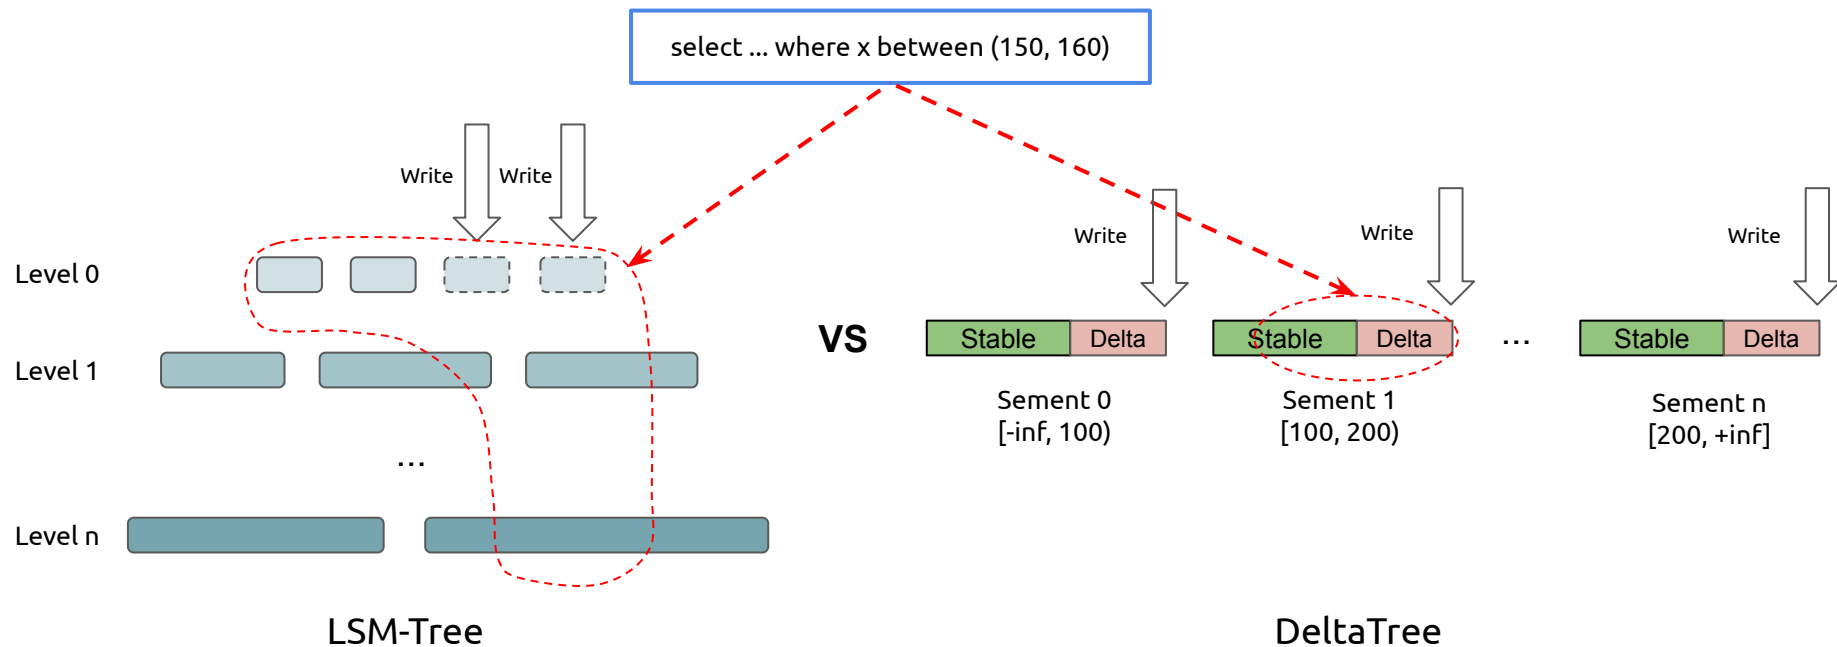 select ... where x between (150, 160)
Write
Write
Write
Write
Write
Level 0
Level 1
...
Level n
LSM-Tree
VS
Stable
Delta
Stable
Delta
...
Stable
Delta
Sement 0
[-inf, 100)
Sement 1
[100, 200)
Sement n
[200, +inf]
DeltaTree